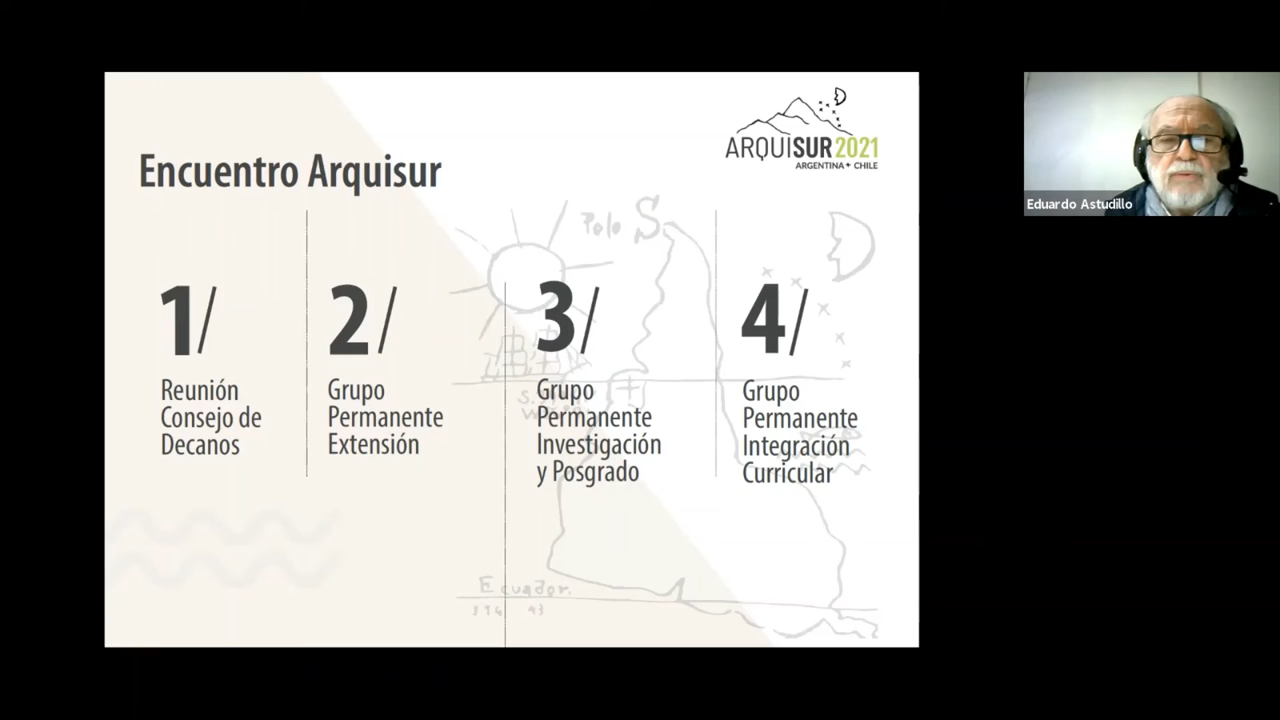 ARQUISUR 2021
ARGENTINA + CHILE
Encuentro Arquisur
Polo S.
1/
Reunión
Consejo de
Decanos
2/
Grupo
Permanente
Extensión
3/
Grupo
Permanente
Investigación
y Posgrado
4/
Grupo
Permanente
Integración
Curricular
Ecuador.
Eduardo Astudillo